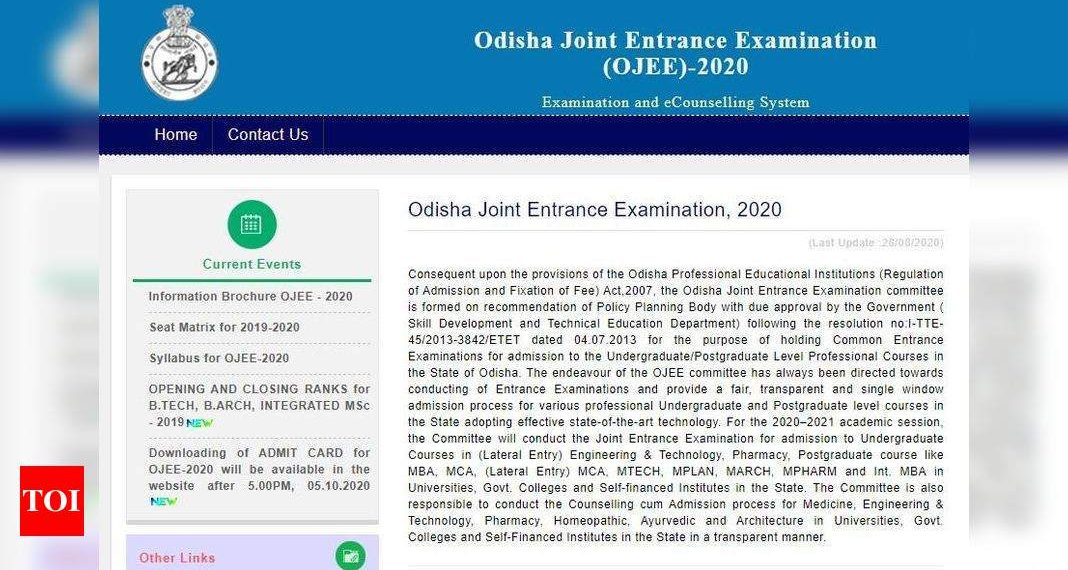 Odisha Joint Entrance Examination
(OJEE)-2020
Examination and eCounselling System
Home
Contact Us
Current Events
Information Brochure OJEE - 2020
Seat Matrix for 2019-2020
Syllabus for OJEE-2020
OPENING AND CLOSING RANKS for
B.TECH, B.ARCH, INTEGRATED MSc
- 2019 NEW
Downloading of ADMIT CARD for
OJEE-2020 will be available in the
website after 5.00PM, 05.10.2020
NEW
Other Links
Odisha Joint Entrance Examination, 2020
(Last Update :28/08/2020)
Consequent upon the provisions of the Odisha Professional Educational Institutions (Regulation
of Admission and Fixation of Fee) Act,2007, the Odisha Joint Entrance Examination committee
is formed on recommendation of Policy Planning Body with due approval by the Government (
Skill Development and Technical Education Department) following the resolution no:I-TTE-
45/2013-3842/ETET dated 04.07.2013 for the purpose of holding Common Entrance
Examinations for admission to the Undergraduate/Postgraduate Level Professional Courses in
the State of Odisha. The endeavour of the OJEE committee has always been directed towards
conducting of Entrance Examinations and provide a fair, transparent and single window
admission process for various professional Undergraduate and Postgraduate level courses in
the State adopting effective state-of-the-art technology. For the 2020–2021 academic session,
the Committee will conduct the Joint Entrance Examination for admission to Undergraduate
Courses in (Lateral Entry) Engineering & Technology, Pharmacy, Postgraduate course like
MBA, MCA, (Lateral Entry) MCA, MTECH, MPLAN, MARCH, MPHARM and Int. MBA in
Universities, Govt. Colleges and Self-financed Institutes in the State. The Committee is also
responsible to conduct the Counselling cum Admission process for Medicine, Engineering &
Technology, Pharmacy, Homeopathic, Ayurvedic and Architecture in Universities, Govt.
Colleges and Self-Financed Institutes in the State in a transparent manner.
TOI